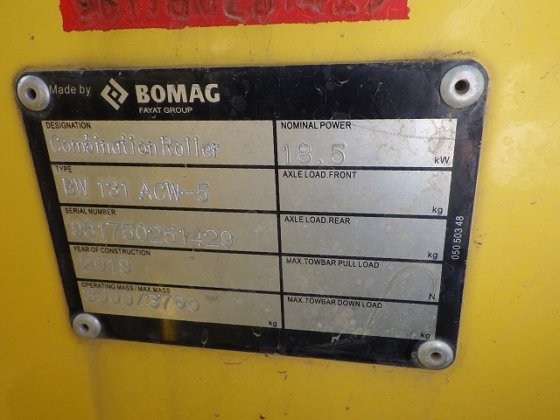 Made by BOMAG
FAYAT GROUP
DESIGNATION
Combination Roller
NOMINAL POWER
18.5 kW
TYPE
BW 131 ACW-5
AXLE LOAD FRONT
kg
SERIAL NUMBER
961750251420
AXLE LOAD.REAR
kg
YEAR OF CONSTRUCTION
2019
MAX.TOWBAR PULL LOAD
N
OPERATING MASS / MAX MASS
kg
MAX.TOWBAR DOWN LOAD
kg
050 503 48